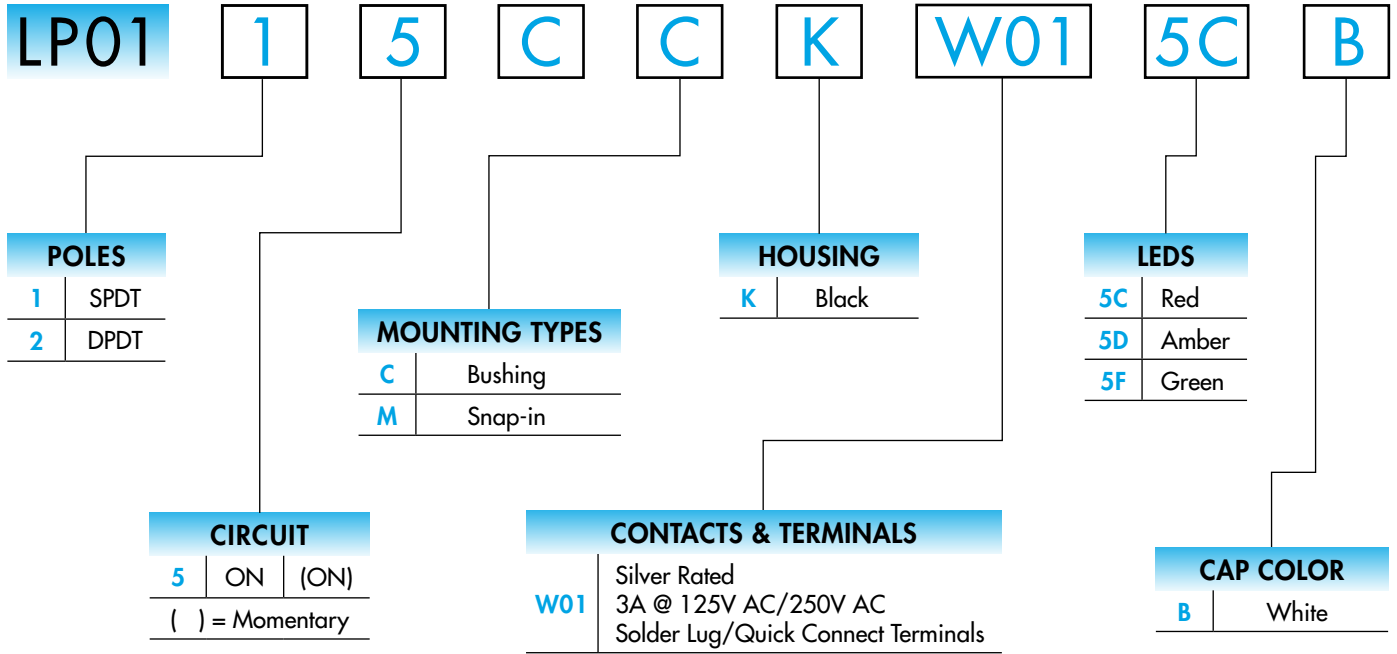 LP01 1 5 C C K W01 5C B
POLES
1 SPDT
2 DPDT
HOUSING
K Black
LEDS
5C Red
5D Amber
5F Green
MOUNTING TYPES
C Bushing
M Snap-in
CIRCUIT
5 ON (ON)
( ) = Momentary
CONTACTS & TERMINALS
W01
Silver Rated
3A @ 125V AC/250V AC
Solder Lug/Quick Connect Terminals
CAP COLOR
B White